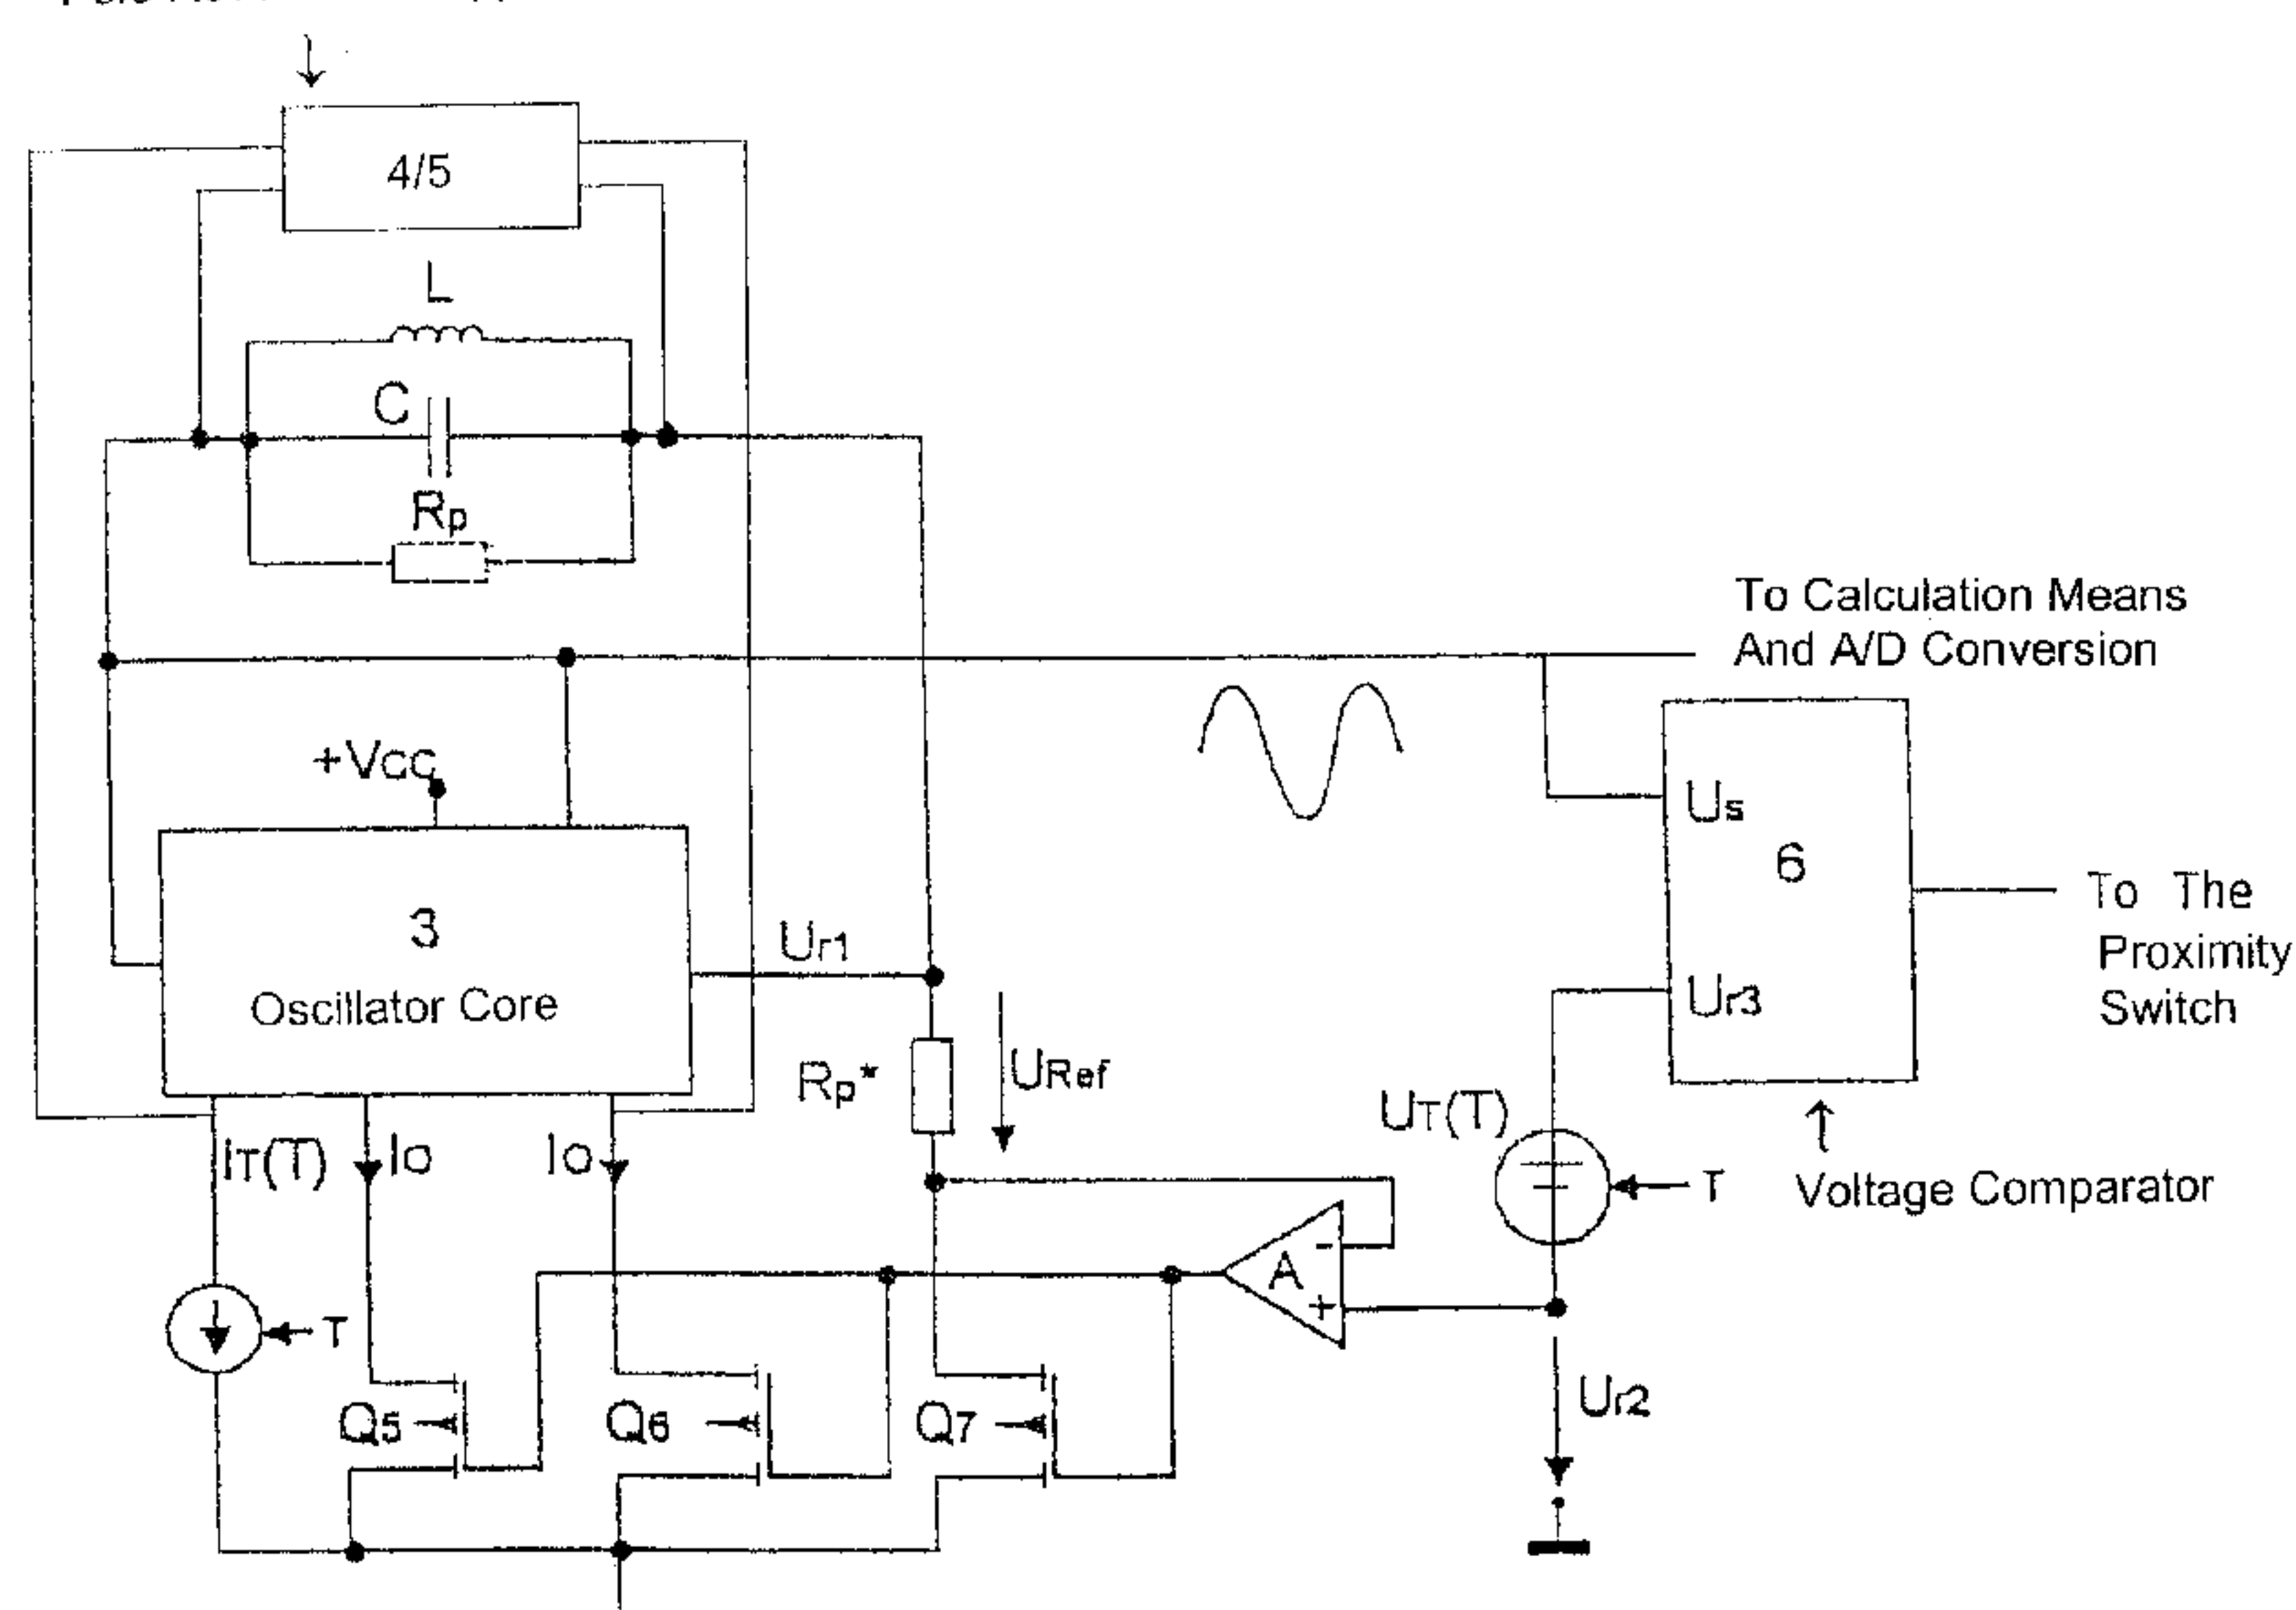 4/5
L
C
Rp
To Calculation Means
And A/D Conversion
+Vcc
Us
6
To The
Proximity
Switch
3
Oscillator Core
Ur1
Ur3
Rp*
URef
UT(T)
T
Voltage Comparator
IT(T)
Io
Io
T
A
-
+
Q5
Q6
Q7
Ur2